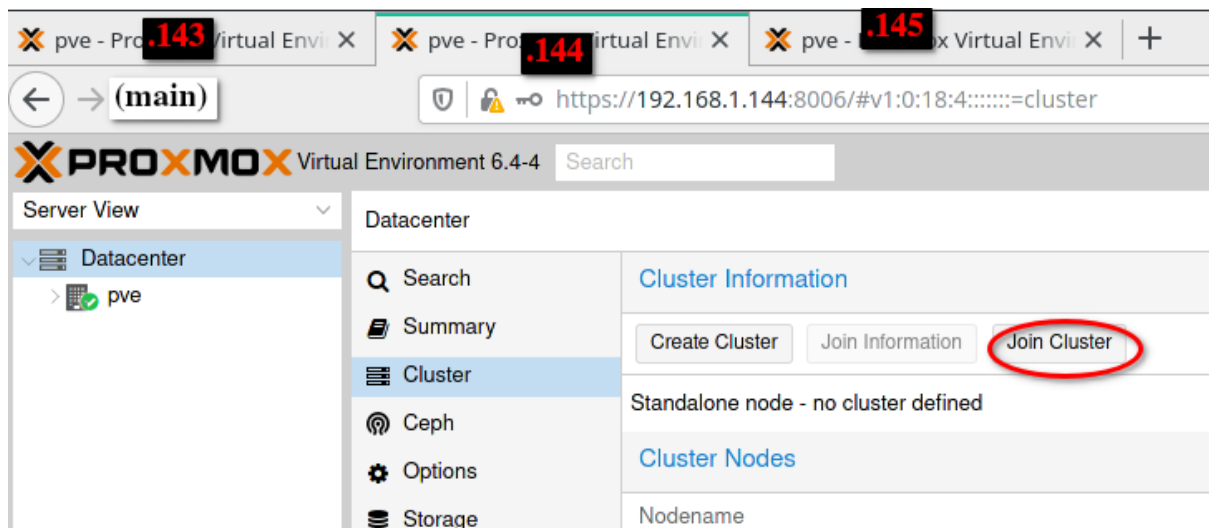 pve - Pro .143 Virtual Envi
pve - Prox .144 irtual Envi
pve - .145 ox Virtual Envi
(main)
https://192.168.1.144:8006/#v1:0:18:4:::::::=cluster
PROXMOX Virtual Environment 6.4-4 Search
Server View
Datacenter
pve
Datacenter
Search
Summary
Cluster
Ceph
Options
Storage
Cluster Information
Create Cluster Join Information Join Cluster
Standalone node - no cluster defined
Cluster Nodes
Nodename